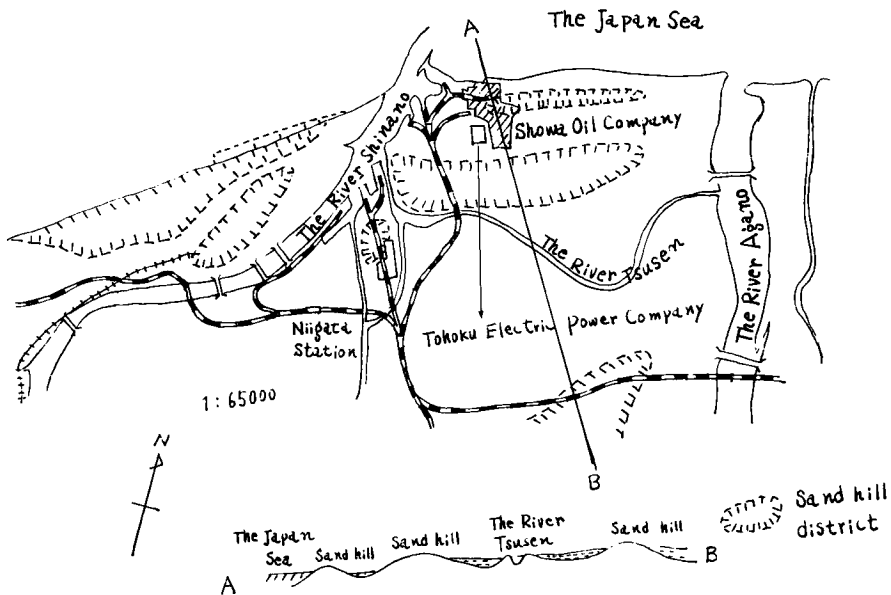 The Japan Sea
A
The River Shinano
Showa Oil Company
The River Tsusen
The River Agano
Niigata
Station
Tohoku Electric Power Company
1:65000
N
B
Sand hill
district
The Japan
Sea
Sand hill
Sand hill
The River
Tsusen
Sand hill
A
B